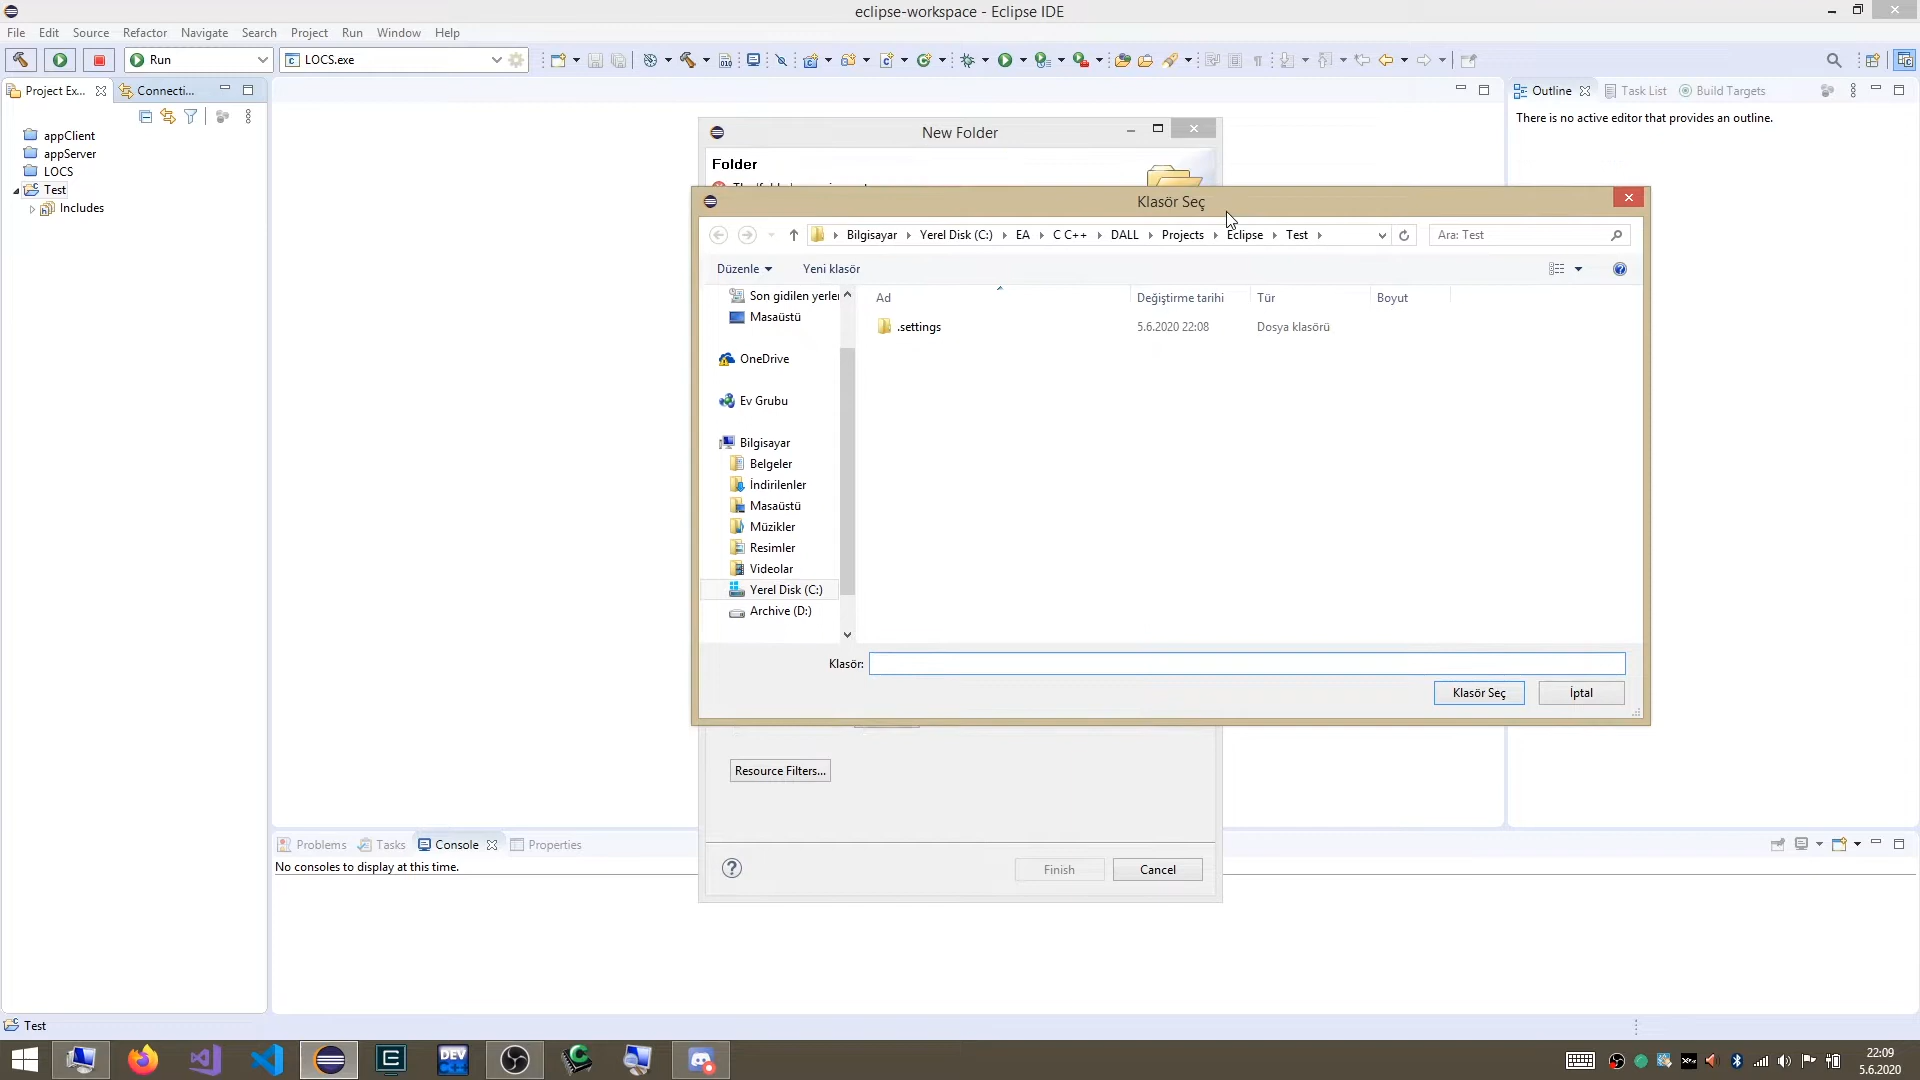 eclipse-workspace - Eclipse IDE
File Edit Source Refactor Navigate Search Project Run Window Help
Run
LOCS.exe
Project Ex...
Connecti...
Outline
Task List
Build Targets
There is no active editor that provides an outline.
appClient
appServer
LOCS
Test
Includes
New Folder
Folder
Klasör Seç
Bilgisayar
Yerel Disk (C:)
EA
C C++
DALL
Projects
Eclipse
Test
Ara: Test
Düzenle
Yeni klasör
Ad
Değiştirme tarihi
Tür
Boyut
.settings
5.6.2020 22:08
Dosya klasörü
Son gidilen yerler
Masaüstü
OneDrive
Ev Grubu
Bilgisayar
Belgeler
İndirilenler
Masaüstü
Müzikler
Resimler
Videolar
Yerel Disk (C:)
Archive (D:)
Klasör:
Klasör Seç
İptal
Resource Filters...
Finish
Cancel
Problems
Tasks
Console
Properties
No consoles to display at this time.
Test
DEV
22:09
5.6.2020